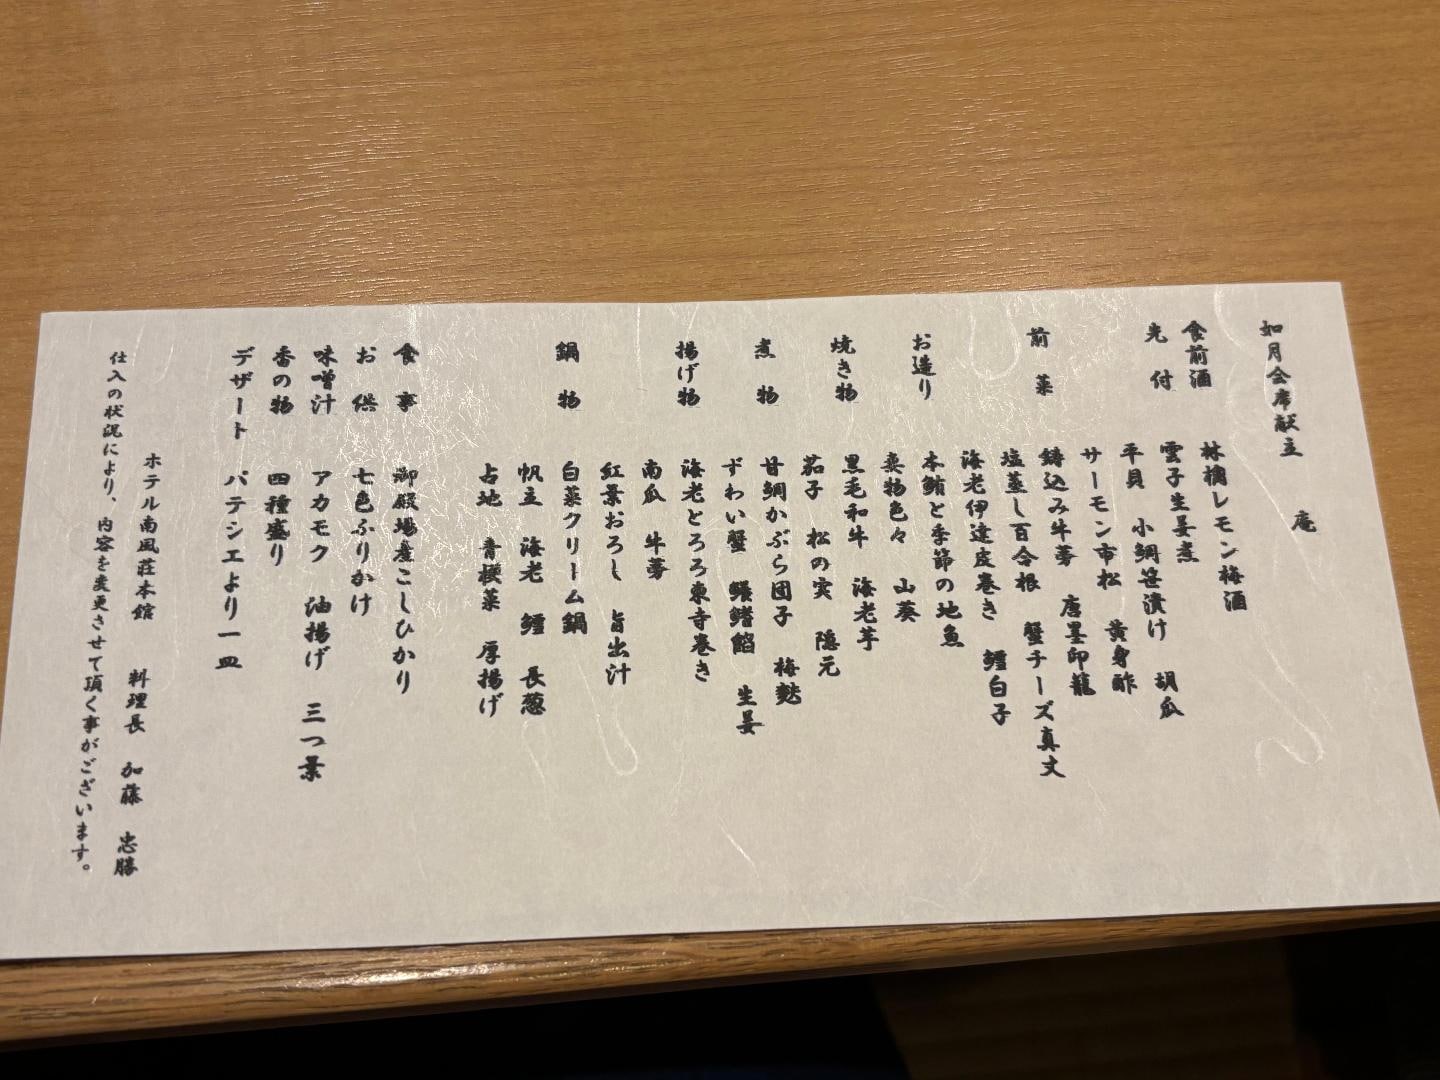 如月会席献立 庵
食前酒 林檎レモン梅酒
先付 雲子生姜煮
平貝 小鯛笹漬け 胡瓜
サーモン市松 黄身酢
前菜 鋳込み牛蒡 唐墨印籠
塩蒸し百合根 蟹チーズ真丈
海老伊達皮巻き 鱈白子
お造り 本鮪と季節の地魚
妻物色々 山葵
焼き物 黒毛和牛 海老芋
茄子 松の実 隠元
煮物 甘鯛かぶら団子 梅麩
ずわい蟹 鱶鰭餡 生姜
揚げ物 海老とろろ東寺巻き
南瓜 牛蒡
紅葉おろし 旨出汁
鍋物 白菜クリーム鍋
帆立 海老 鱈 長葱
占地 青梗菜 厚揚げ
食事 御殿場産こしひかり
お供 七色ふりかけ
味噌汁 アカモク 油揚げ 三つ葉
香の物 四種盛り
デザート パテシエより一皿
ホテル南風荘本館 料理長 加藤 忠勝
仕入の状況により、内容を変更させて頂く事がございます。